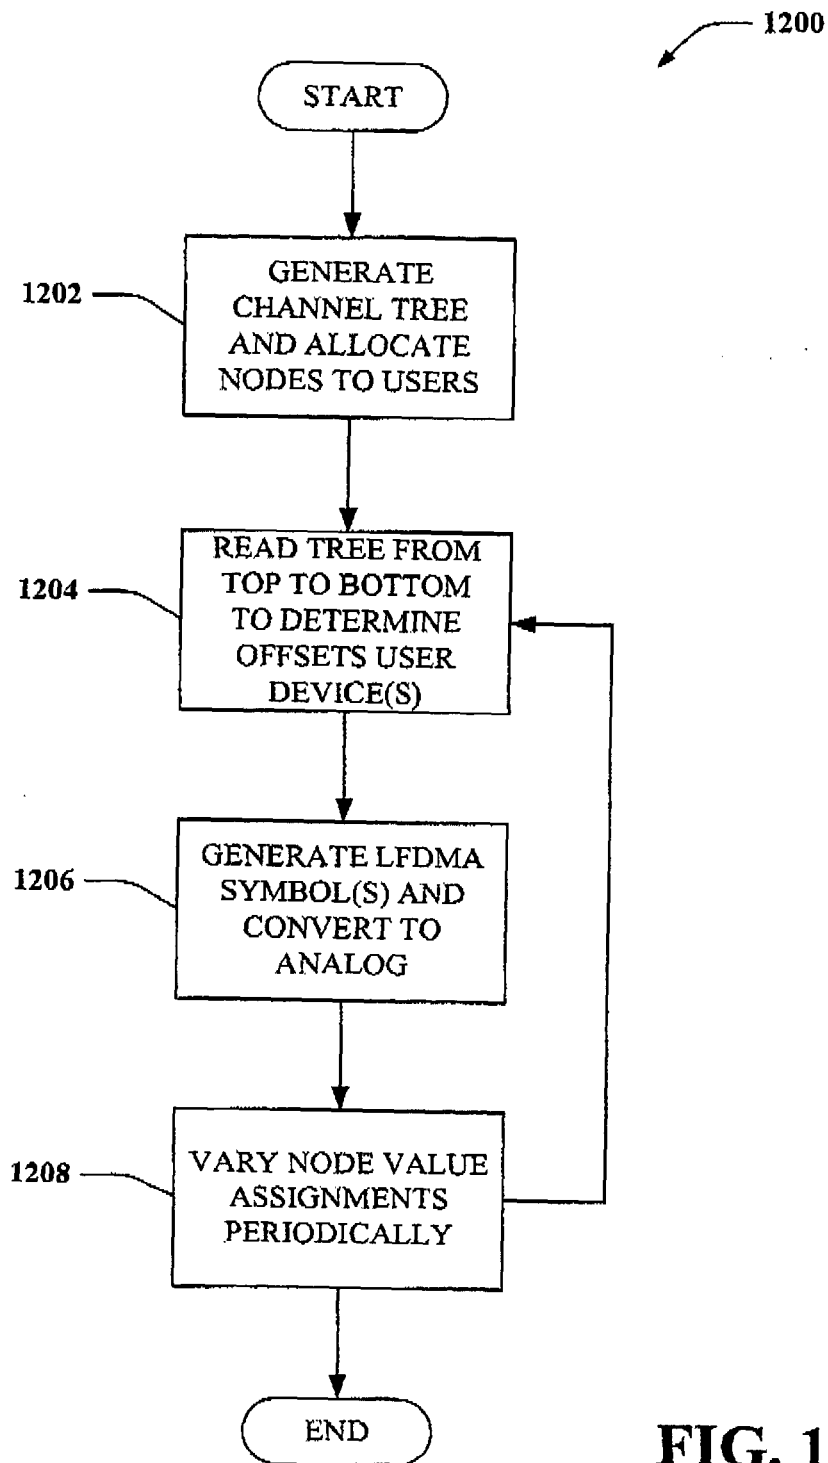 1200
START
1202
GENERATE
CHANNEL TREE
AND ALLOCATE
NODES TO USERS
1204
READ TREE FROM
TOP TO BOTTOM
TO DETERMINE
OFFSETS USER
DEVICE(S)
1206
GENERATE LFDMA
SYMBOL(S) AND
CONVERT TO
ANALOG
1208
VARY NODE VALUE
ASSIGNMENTS
PERIODICALLY
END
FIG. 1